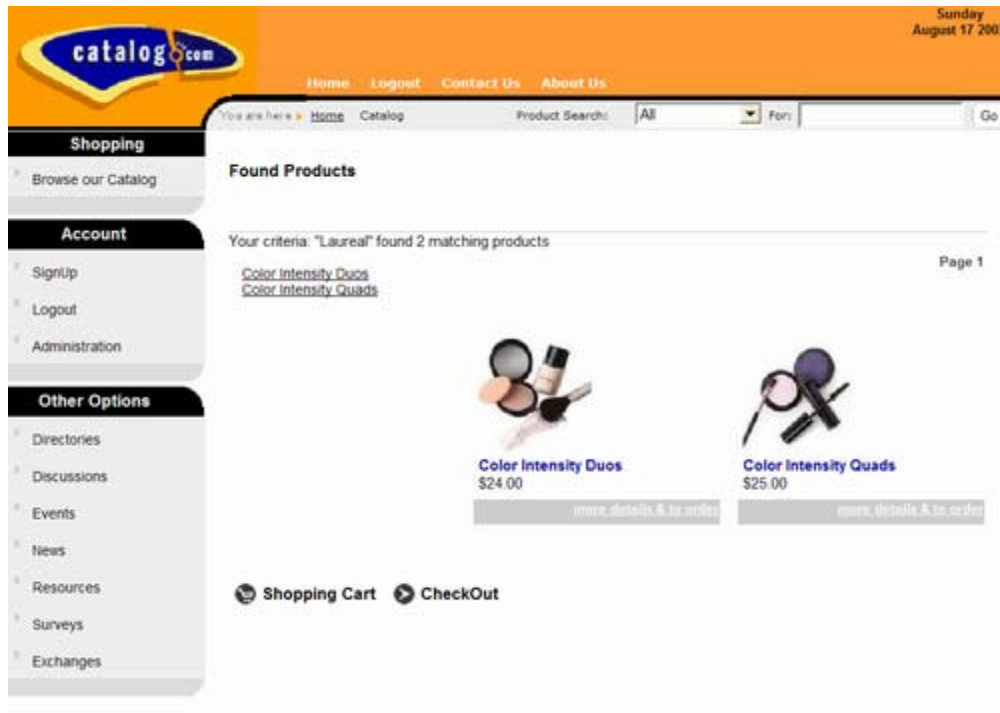 Sunday
August 17 200
catalog.com
Home Logout Contact Us About Us
You are here Home Catalog Product Search: All For: Go
Shopping
Browse our Catalog
Account
SignUp
Logout
Administration
Other Options
Directories
Discussions
Events
News
Resources
Surveys
Exchanges
Found Products
Your criteria: "Laureal" found 2 matching products
Page 1
Color Intensity Duos
Color Intensity Quads
Color Intensity Duos
$24.00
more details & to order
Color Intensity Quads
$25.00
more details & to order
Shopping Cart CheckOut